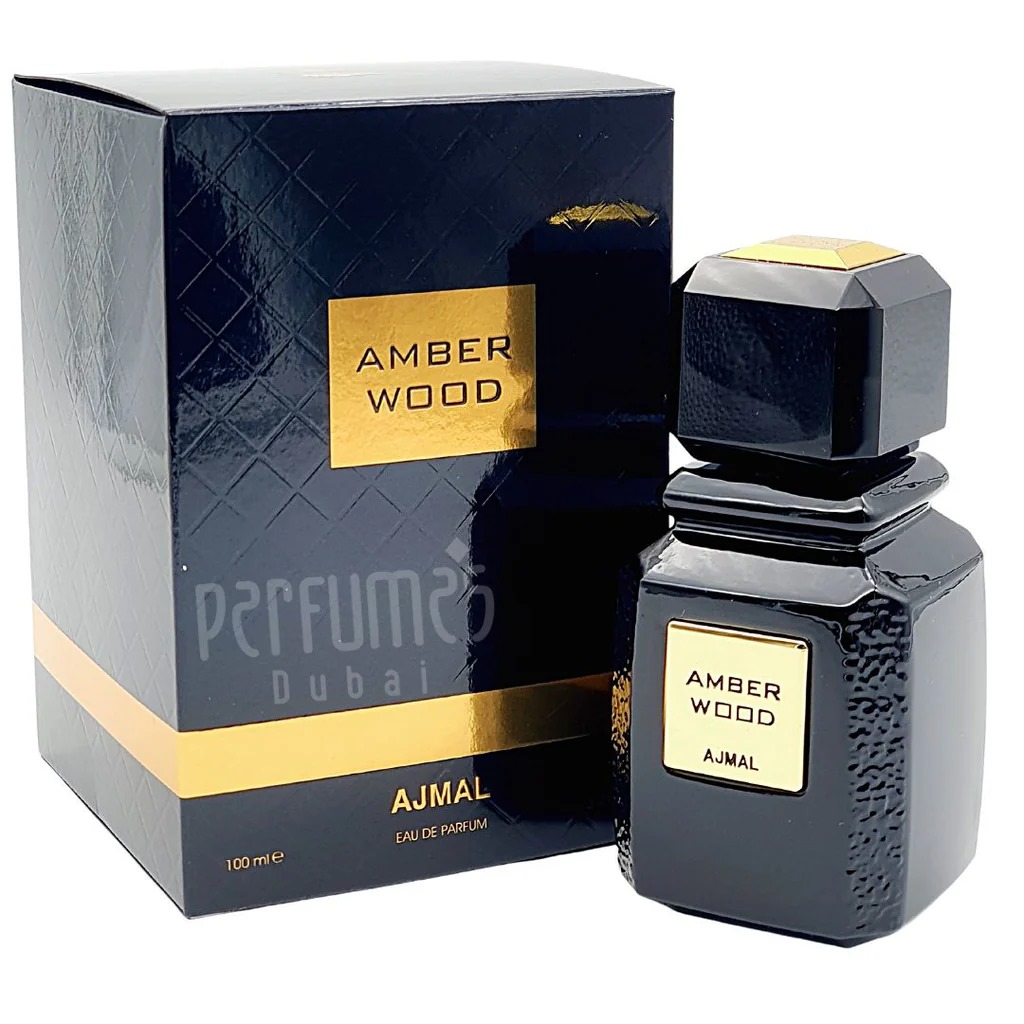 AMBER
WOOD
Perfumes
Dubai
AJMAL
EAU DE PARFUM
100 ml e
AMBER
WOOD
AJMAL